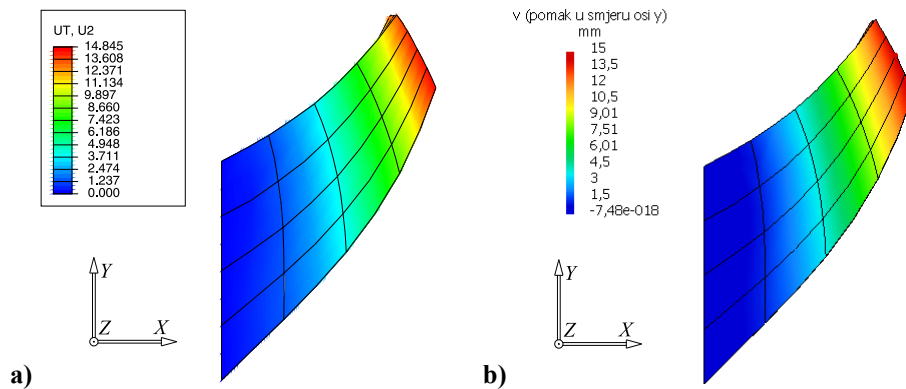 UT, U2
14.845
13.608
12.371
11.134
9.897
8.660
7.423
6.186
4.948
3.711
2.474
1.237
0.000
Y
Z
X
a)
v (pomak u smjeru osi y)
mm
15
13,5
12
10,5
9,01
7,51
6,01
4,5
3
1,5
-7,48e-018
Y
Z
X
b)